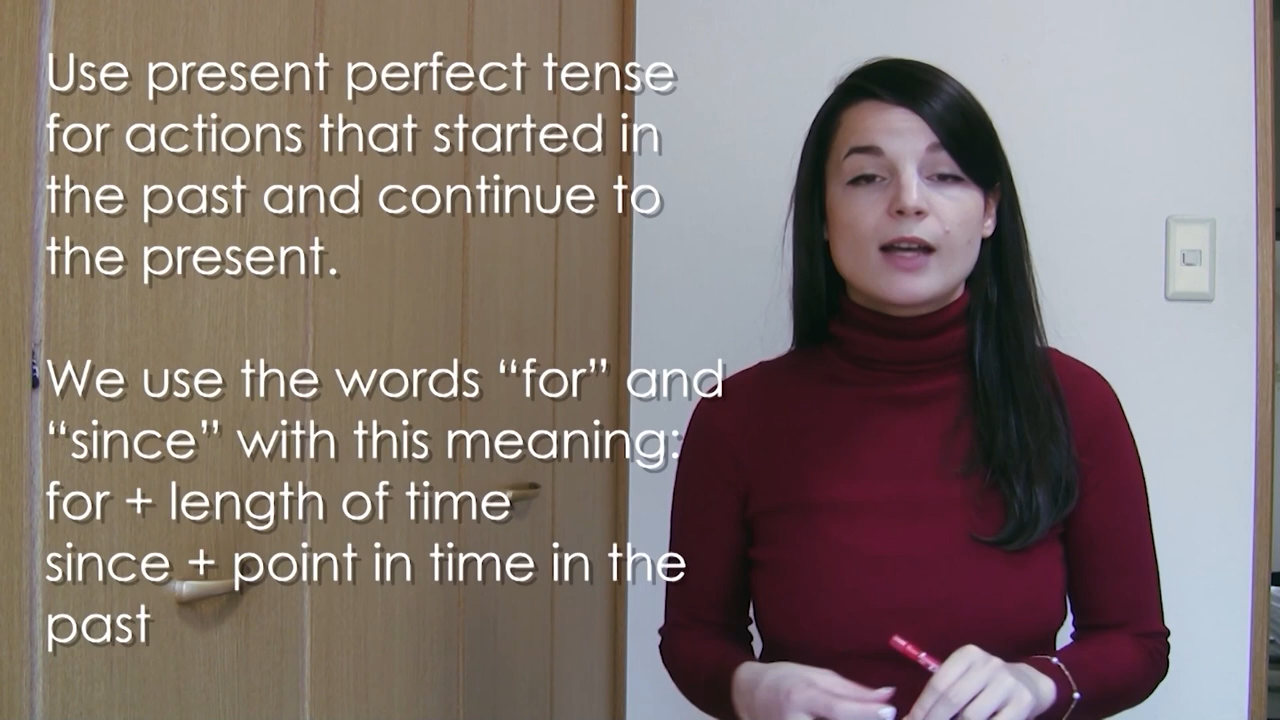 Use present perfect tense
for actions that started in
the past and continue to
the present.
We use the words “for” and
“since” with this meaning:
for + length of time
since + point in time in the
past